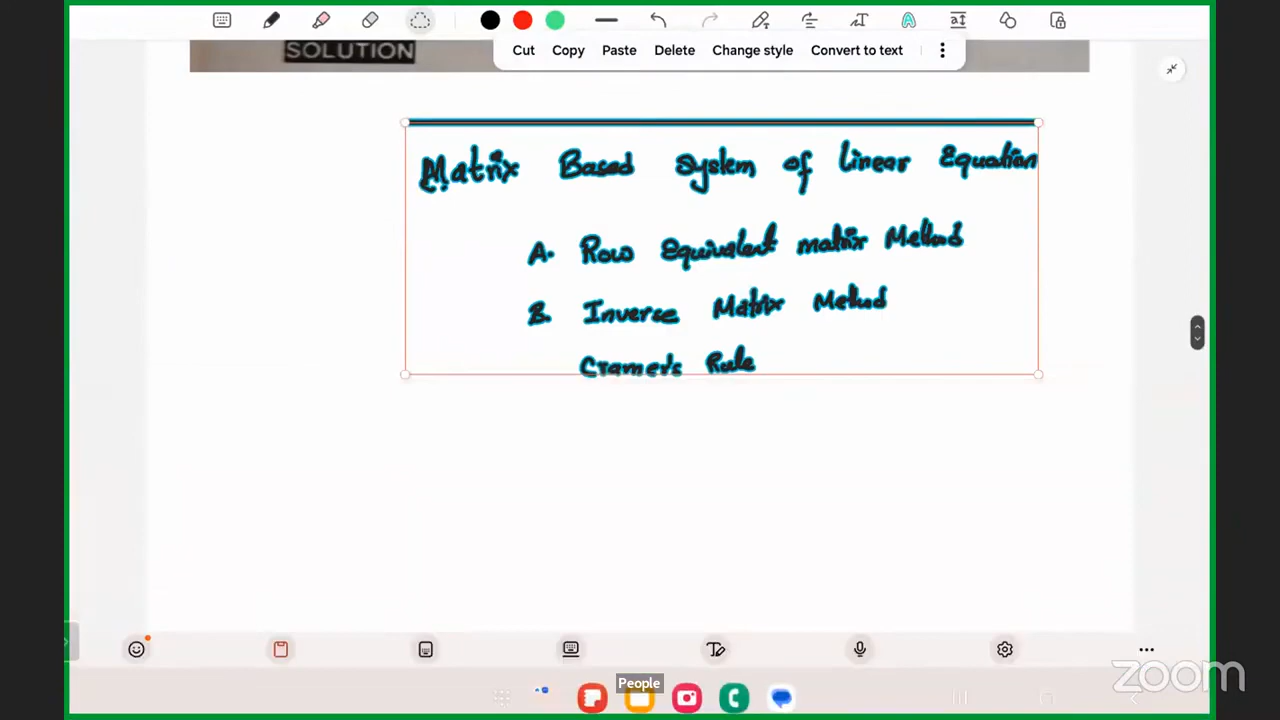 SOLUTION
Cut Copy Paste Delete Change style Convert to text
Matrix Based System of linear Equation
A. Row Equivalent matrix Method
B. Inverse Matrix Method
Cramer's Rule
People
zoom